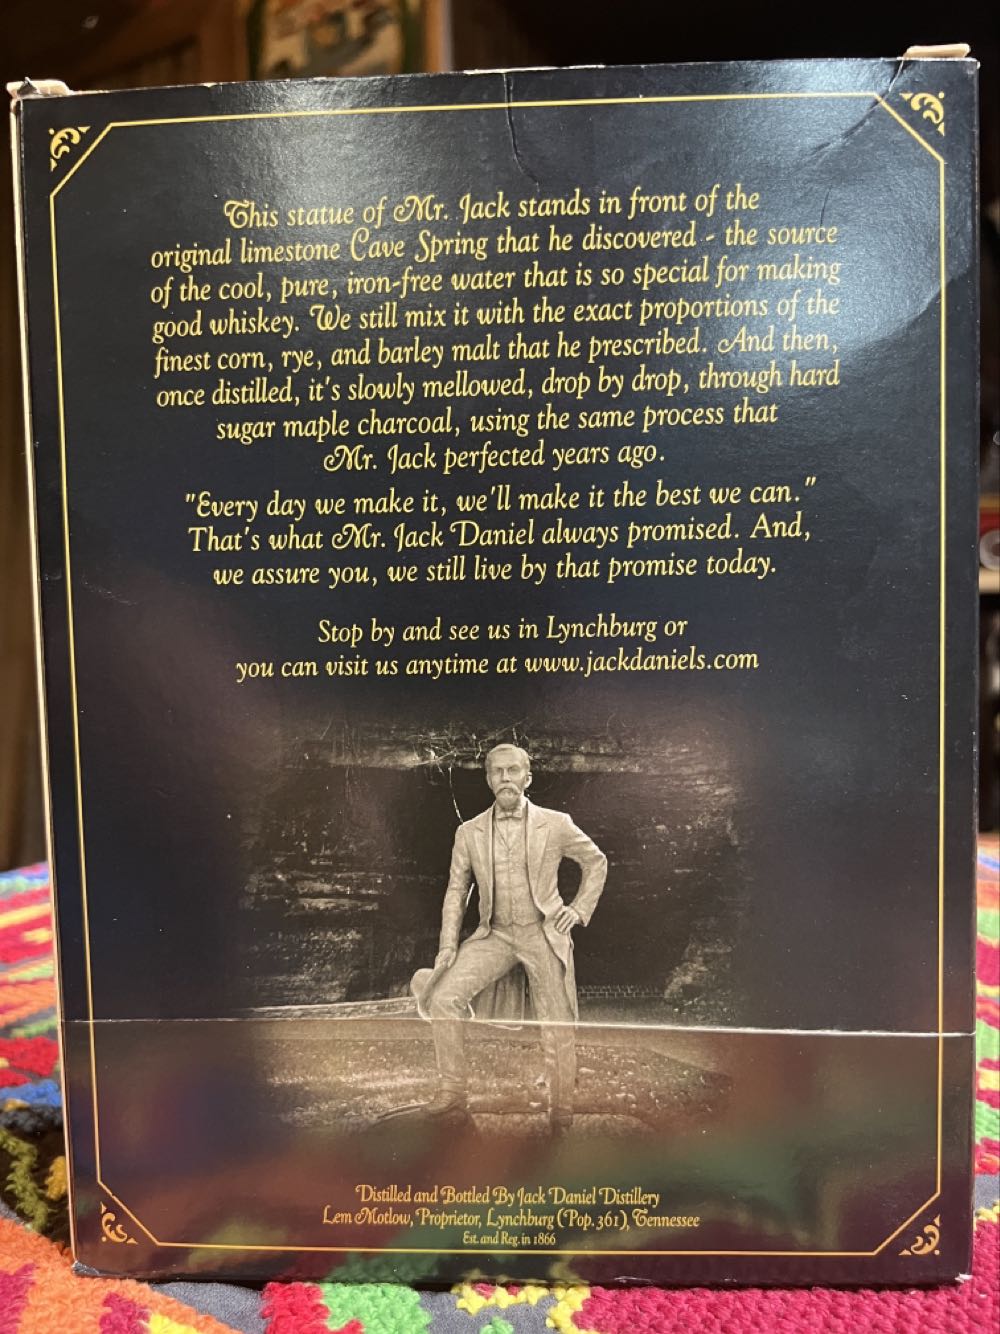 This statue of Mr. Jack stands in front of the
original limestone Cave Spring that he discovered - the source
of the cool, pure, iron-free water that is so special for making
good whiskey. We still mix it with the exact proportions of the
finest corn, rye, and barley malt that he prescribed. And then,
once distilled, it's slowly mellowed, drop by drop, through hard
sugar maple charcoal, using the same process that
Mr. Jack perfected years ago.
"Every day we make it, we'll make it the best we can."
That's what Mr. Jack Daniel always promised. And,
we assure you, we still live by that promise today.
Stop by and see us in Lynchburg or
you can visit us anytime at www.jackdaniels.com
Distilled and Bottled By Jack Daniel Distillery
Lem Motlow, Proprietor, Lynchburg (Pop. 361), Tennessee
Est. and Reg. in 1866